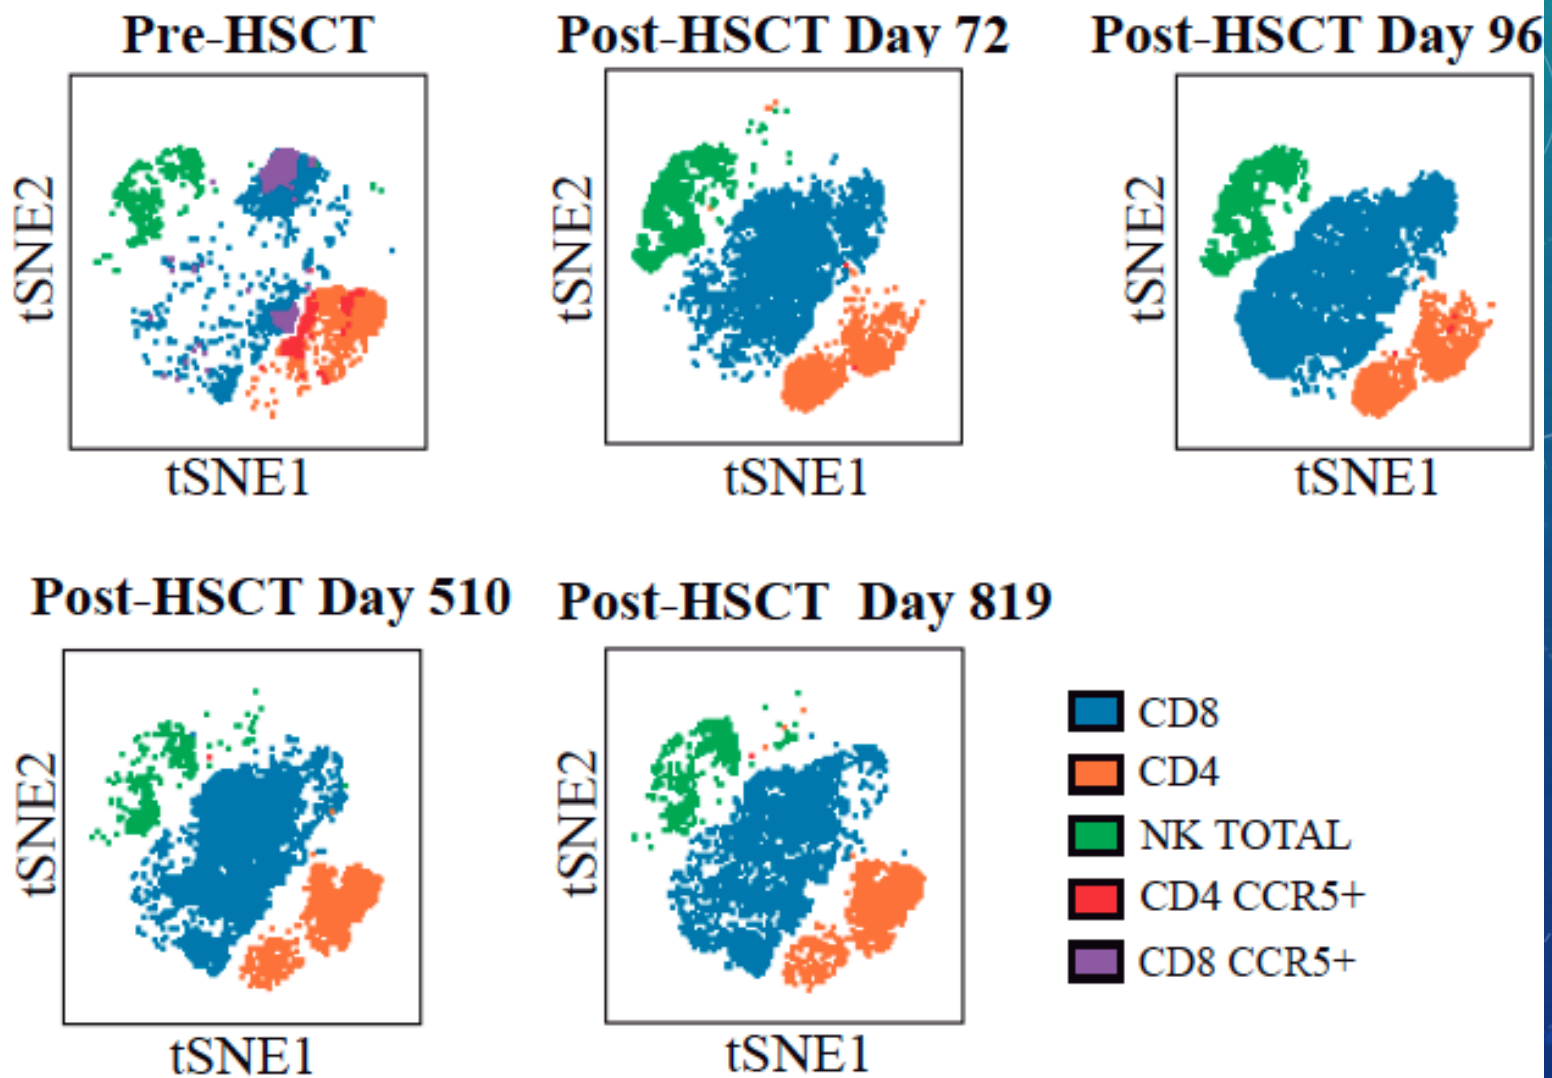 Pre-HSCT
Post-HSCT Day 72
Post-HSCT Day 96
tSNE2
tSNE2
tSNE2
tSNE1
tSNE1
tSNE1
Post-HSCT Day 510
Post-HSCT Day 819
tSNE2
tSNE2
tSNE1
tSNE1
CD8
CD4
NK TOTAL
CD4 CCR5+
CD8 CCR5+